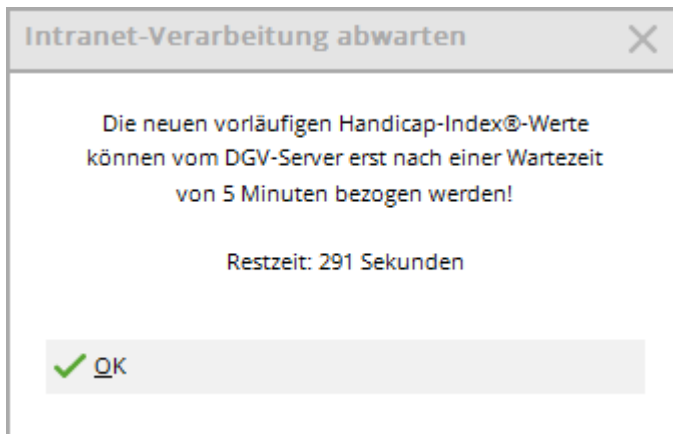 Intranet-Verarbeitung abwarten
Die neuen vorläufigen Handicap-Index®-Werte
können vom DGV-Server erst nach einer Wartezeit
von 5 Minuten bezogen werden!
Restzeit: 291 Sekunden
OK